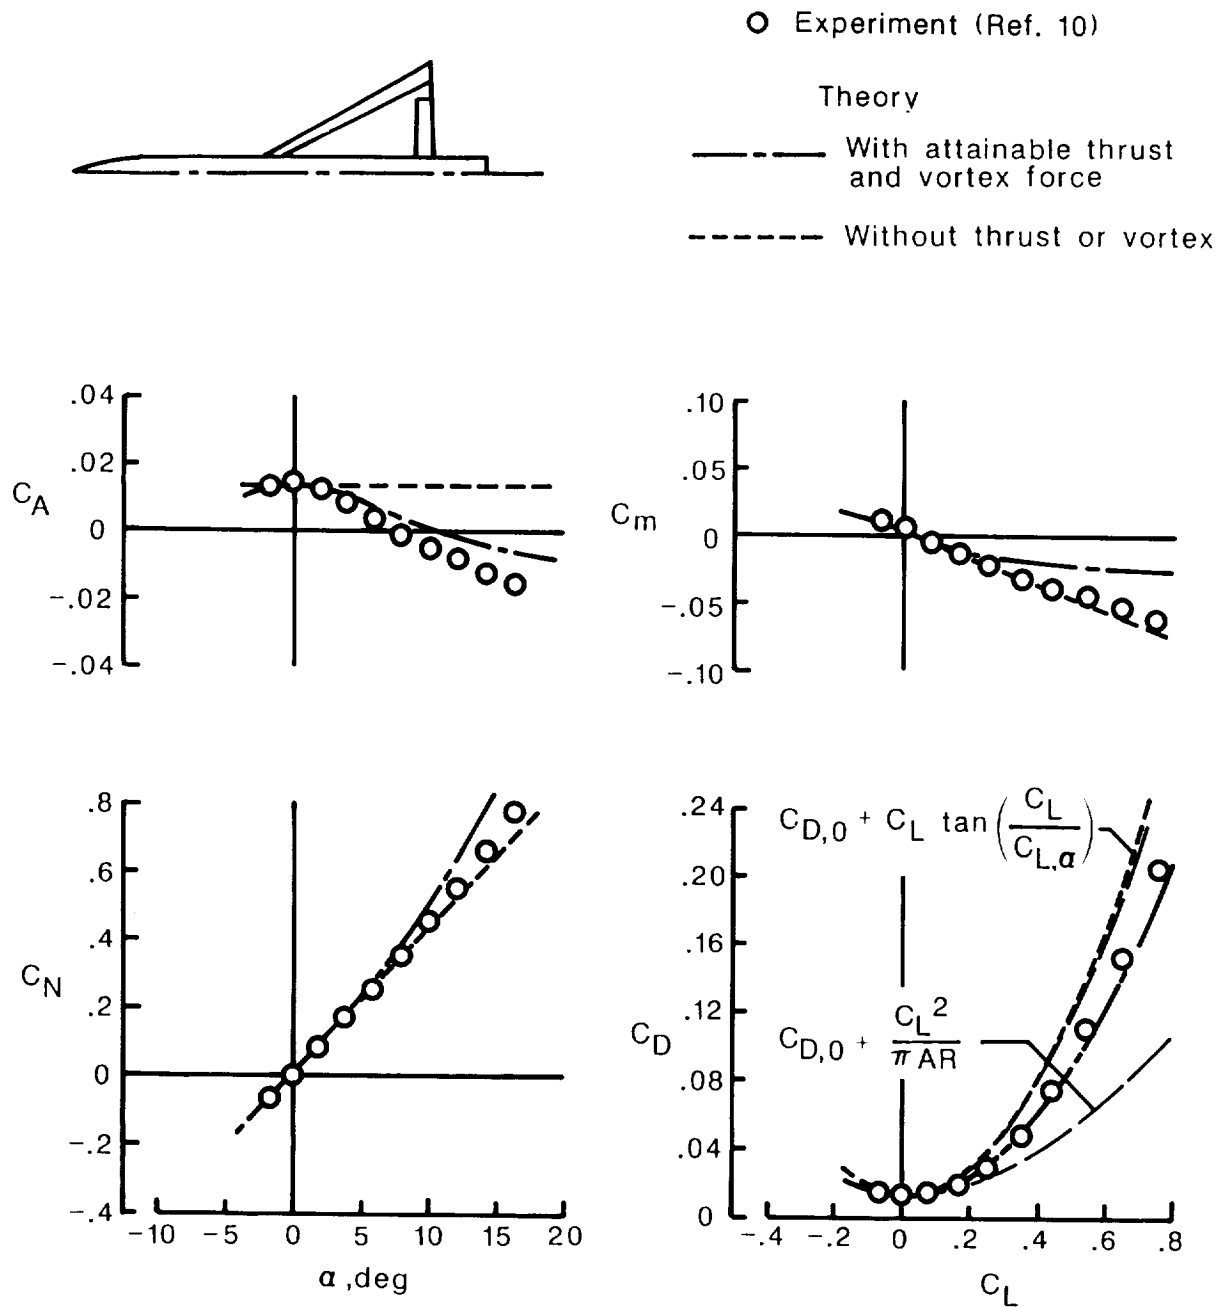 Experiment (Ref. 10)
Theory
With attainable thrust
and vortex force
Without thrust or vortex
.04
.02
0
-.02
-.04
C_A
.10
.05
0
-.05
-.10
C_m
.8
.6
.4
.2
0
-.2
-.4
C_N
-10 -5 0 5 10 15 20
α ,deg
.24
.20
.16
.12
.08
.04
0
C_D
C_D,0 + C_L tan(C_L/C_L,α)
C_D,0 + C_L²/π AR
-.4 -.2 0 .2 .4 .6 .8
C_L